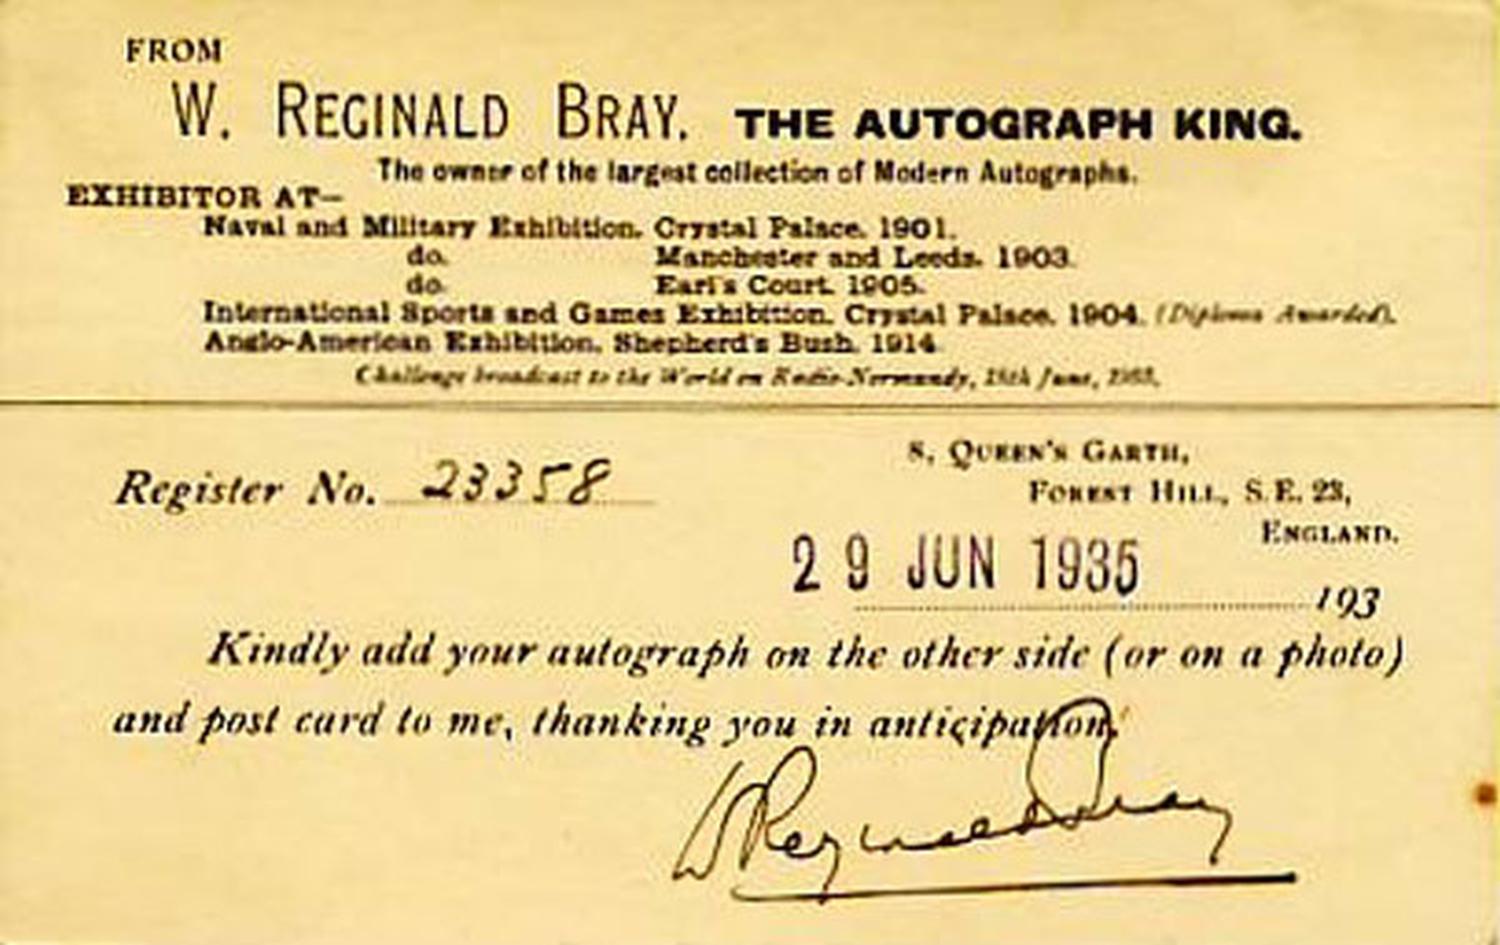 FROM
W. REGINALD BRAY. THE AUTOGRAPH KING.
The owner of the largest collection of Modern Autographs.
EXHIBITOR AT—
Naval and Military Exhibition. Crystal Palace. 1901.
do. Manchester and Leeds. 1903.
do. Earl's Court. 1905.
International Sports and Games Exhibition. Crystal Palace. 1904. (Diploma Awarded).
Anglo-American Exhibition. Shepherd's Bush. 1914.
Challenge broadcast to the World on Radio-Normandy, 18th June,
Register No. 23358
8, QUEEN'S GARTH,
FOREST HILL, S.E. 23,
ENGLAND.
29 JUN 1935
193
Kindly add your autograph on the other side (or on a photo)
and post card to me, thanking you in anticipation.
W Reginald Bray